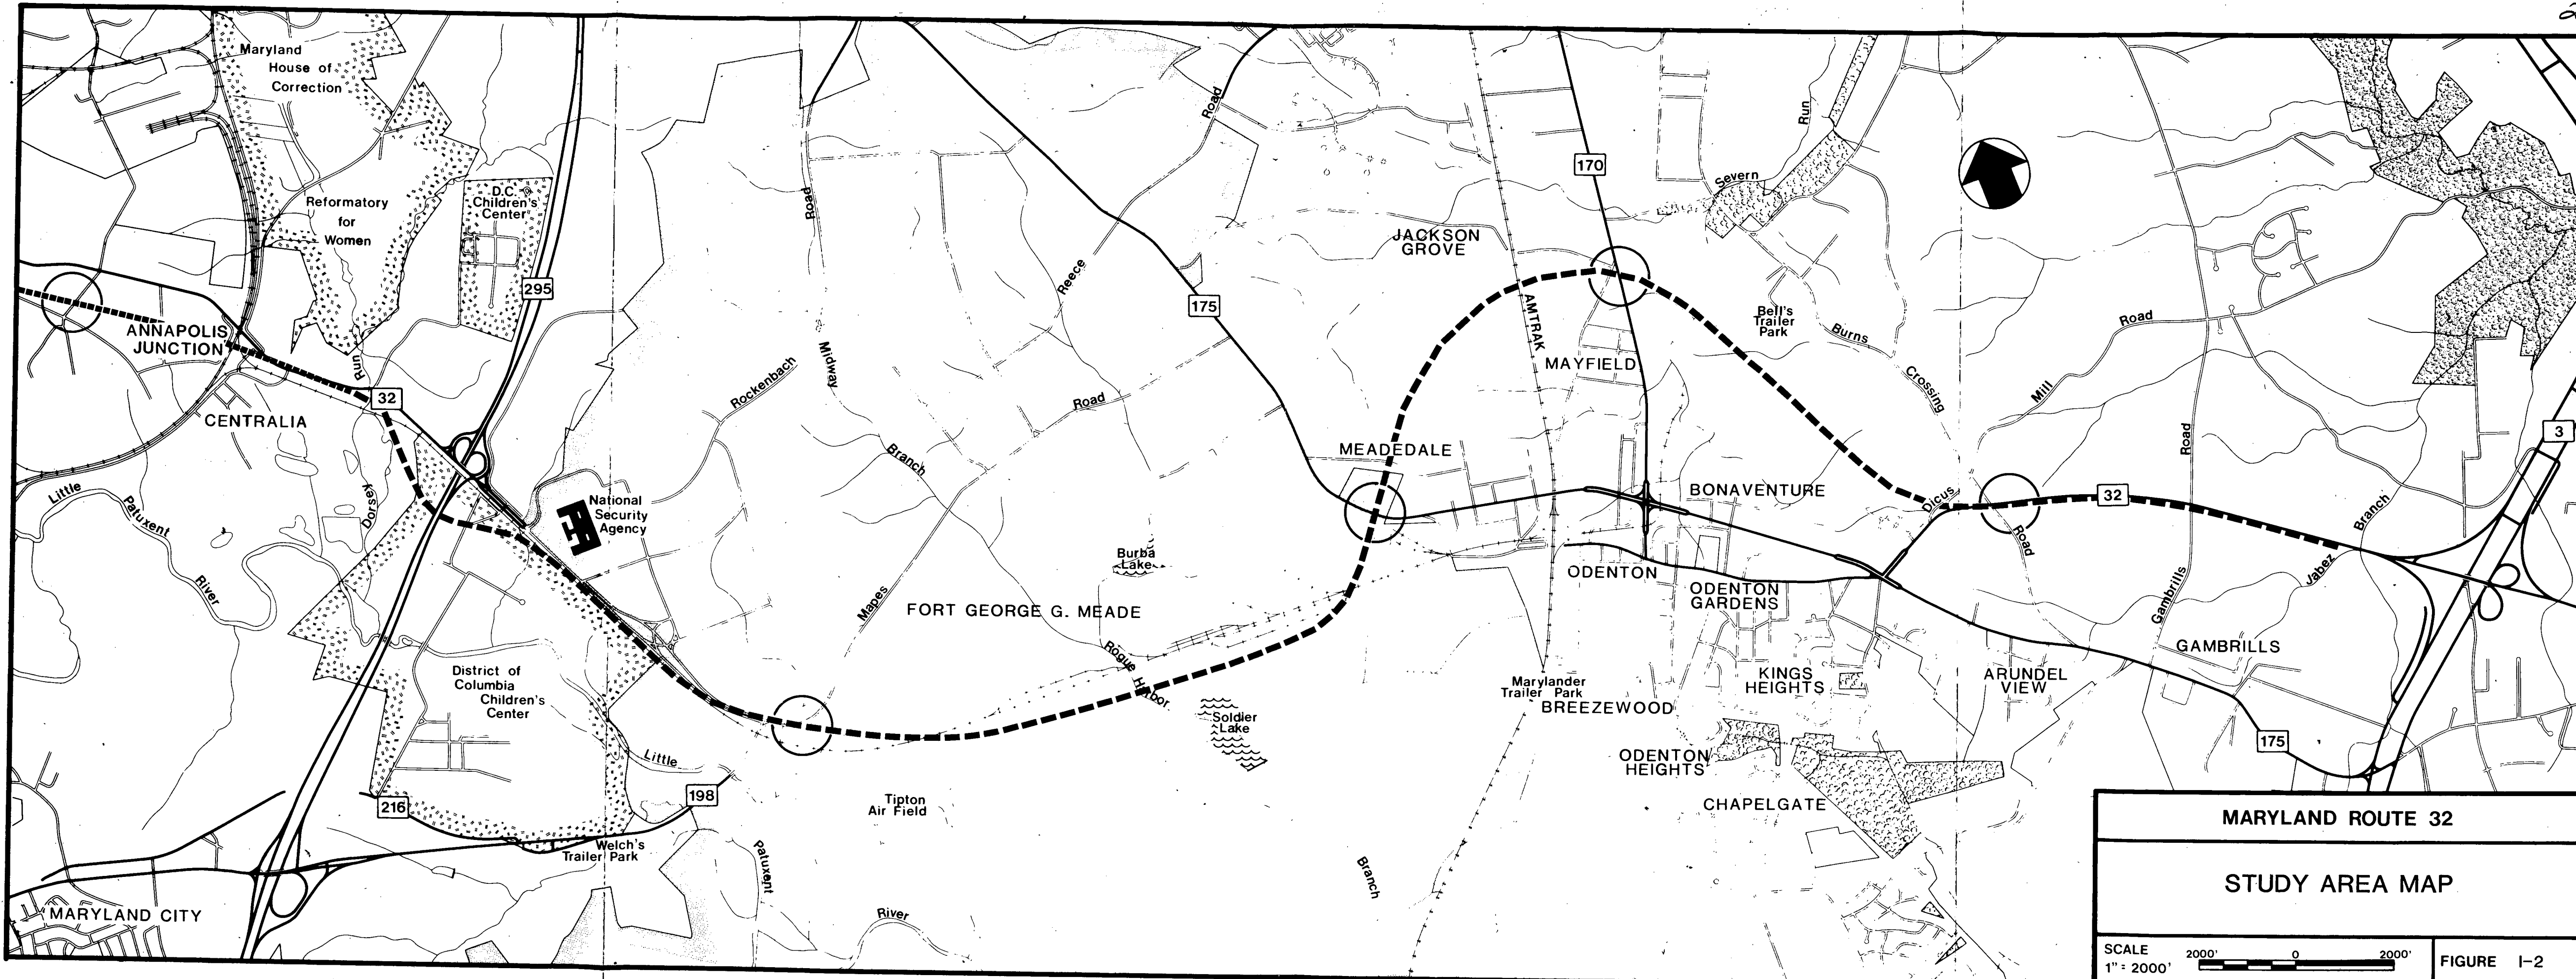 Maryland
House of
Correction
Reformatory
for
Women
D.C.
Children's
Center
295
ANNAPOLIS
JUNCTION
Run
32
CENTRALIA
Little
Patuxent
River
Dorsey
National
Security
Agency
District of
Columbia
Children's
Center
Little
216
198
Welch's
Trailer Park
MARYLAND CITY
Road
Midway
Rockenbach
Branch
Reece
Road
Road
Mapes
175
Burba
Lake
FORT GEORGE G. MEADE
Rogue
Harbor
Soldier
Lake
Tipton
Air Field
Patuxent
River
Branch
JACKSON
GROVE
AMTRAK
170
Severn
Run
MAYFIELD
Bell's
Trailer
Park
Burns
Crossing
Road
MEADEDALE
BONAVENTURE
Dicus
Mill
Road
32
Road
Gambrills
Branch
Jabez
3
ODENTON
ODENTON
GARDENS
KINGS
HEIGHTS
ARUNDEL
VIEW
GAMBRILLS
Marylander
Trailer Park
BREEZEWOOD
ODENTON
HEIGHTS
CHAPELGATE
175
MARYLAND ROUTE 32
STUDY AREA MAP
SCALE
1" = 2000'
2000' 0 2000'
FIGURE I-2